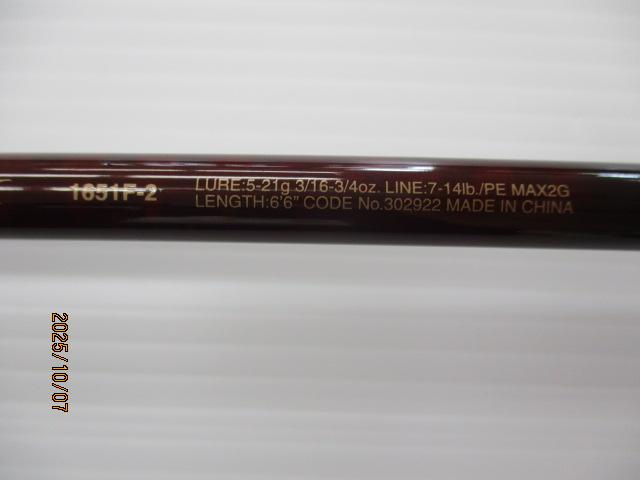 1651F-2
LURE:5-21g 3/16-3/4oz. LINE:7-14lb./PE MAX2G
LENGTH:6'6" CODE No.302922 MADE IN CHINA
2025/10/07